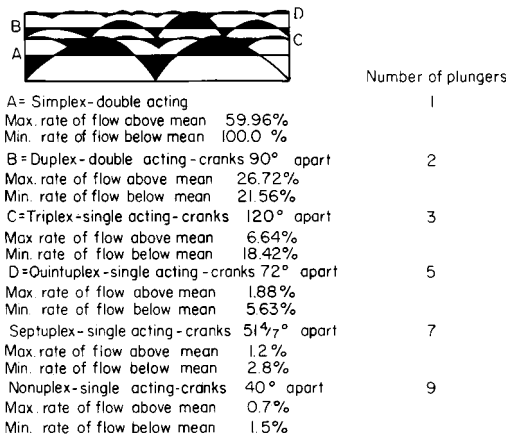 D
B
C
A
Number of plungers
A= Simplex-double acting 1
Max. rate of flow above mean 59.96%
Min. rate of flow below mean 100.0 %
B = Duplex-double acting-cranks 90° apart 2
Max. rate of flow above mean 26.72%
Min. rate of flow below mean 21.56%
C=Triplex-single acting-cranks 120° apart 3
Max rate of flow above mean 6.64%
Min. rate of flow below mean 18.42%
D=Quintuplex-single acting-cranks 72° apart 5
Max. rate of flow above mean 1.88%
Min. rate of flow below mean 5.63%
Septuplex-single acting-cranks 51 4/7° apart 7
Max. rate of flow above mean 1.2%
Min. rate of flow below mean 2.8%
Nonuplex-single acting-cranks 40° apart 9
Max. rate of flow above mean 0.7%
Min. rate of flow below mean 1.5%